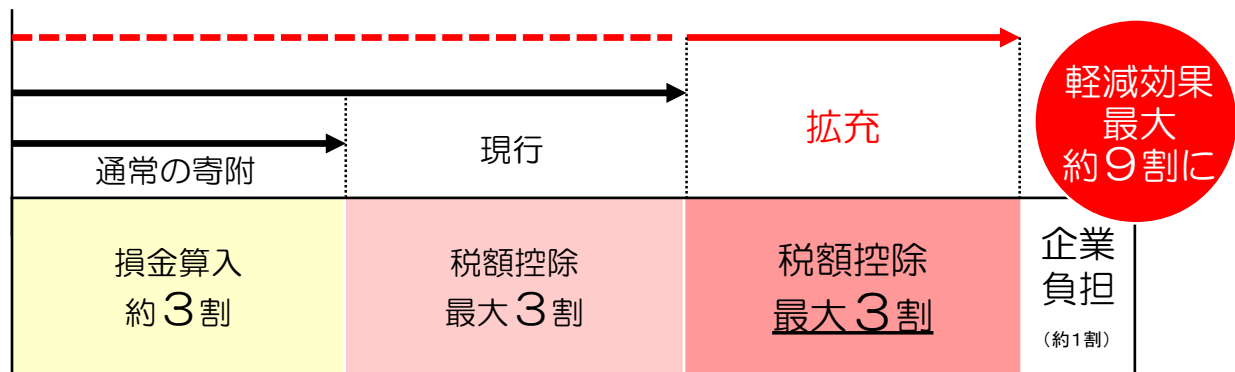 軽減効果
最大
約9割に
拡充
現行
通常の寄附
損金算入
約3割
税額控除
最大3割
税額控除
最大3割
企業
負担
（約1割）